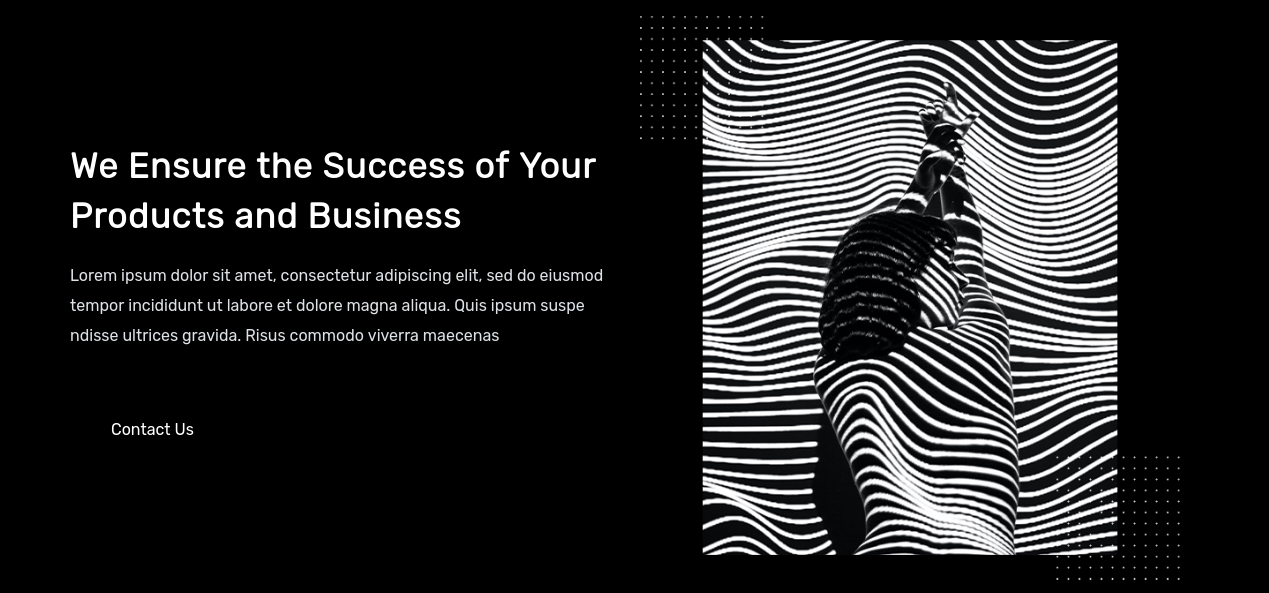 We Ensure the Success of Your
Products and Business
Lorem ipsum dolor sit amet, consectetur adipiscing elit, sed do eiusmod
tempor incididunt ut labore et dolore magna aliqua. Quis ipsum suspe
ndisse ultrices gravida. Risus commodo viverra maecenas
Contact Us